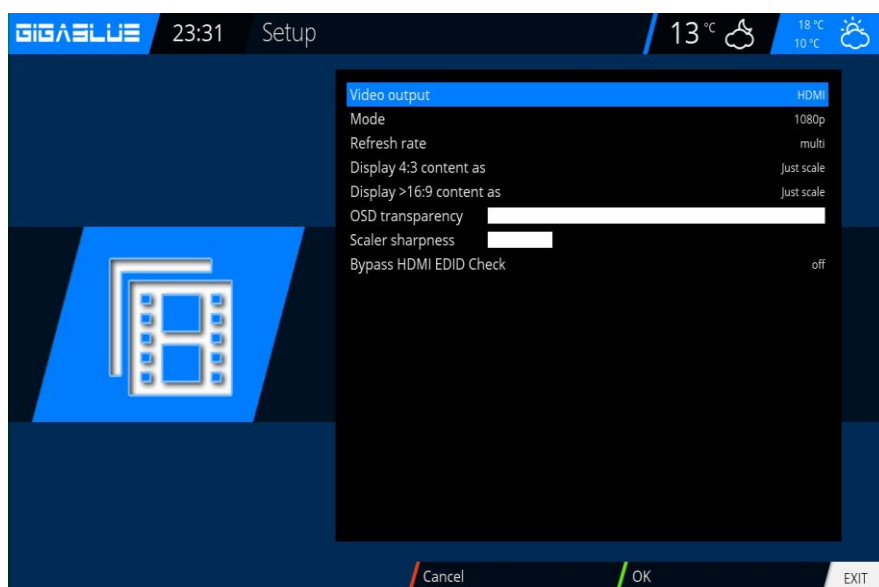 GIGABLUE 23:31 Setup 13 °C 18 °C
10 °C
Video output HDMI
Mode 1080p
Refresh rate multi
Display 4:3 content as Just scale
Display >16:9 content as Just scale
OSD transparency
Scaler sharpness
Bypass HDMI EDID Check off
Cancel OK EXIT